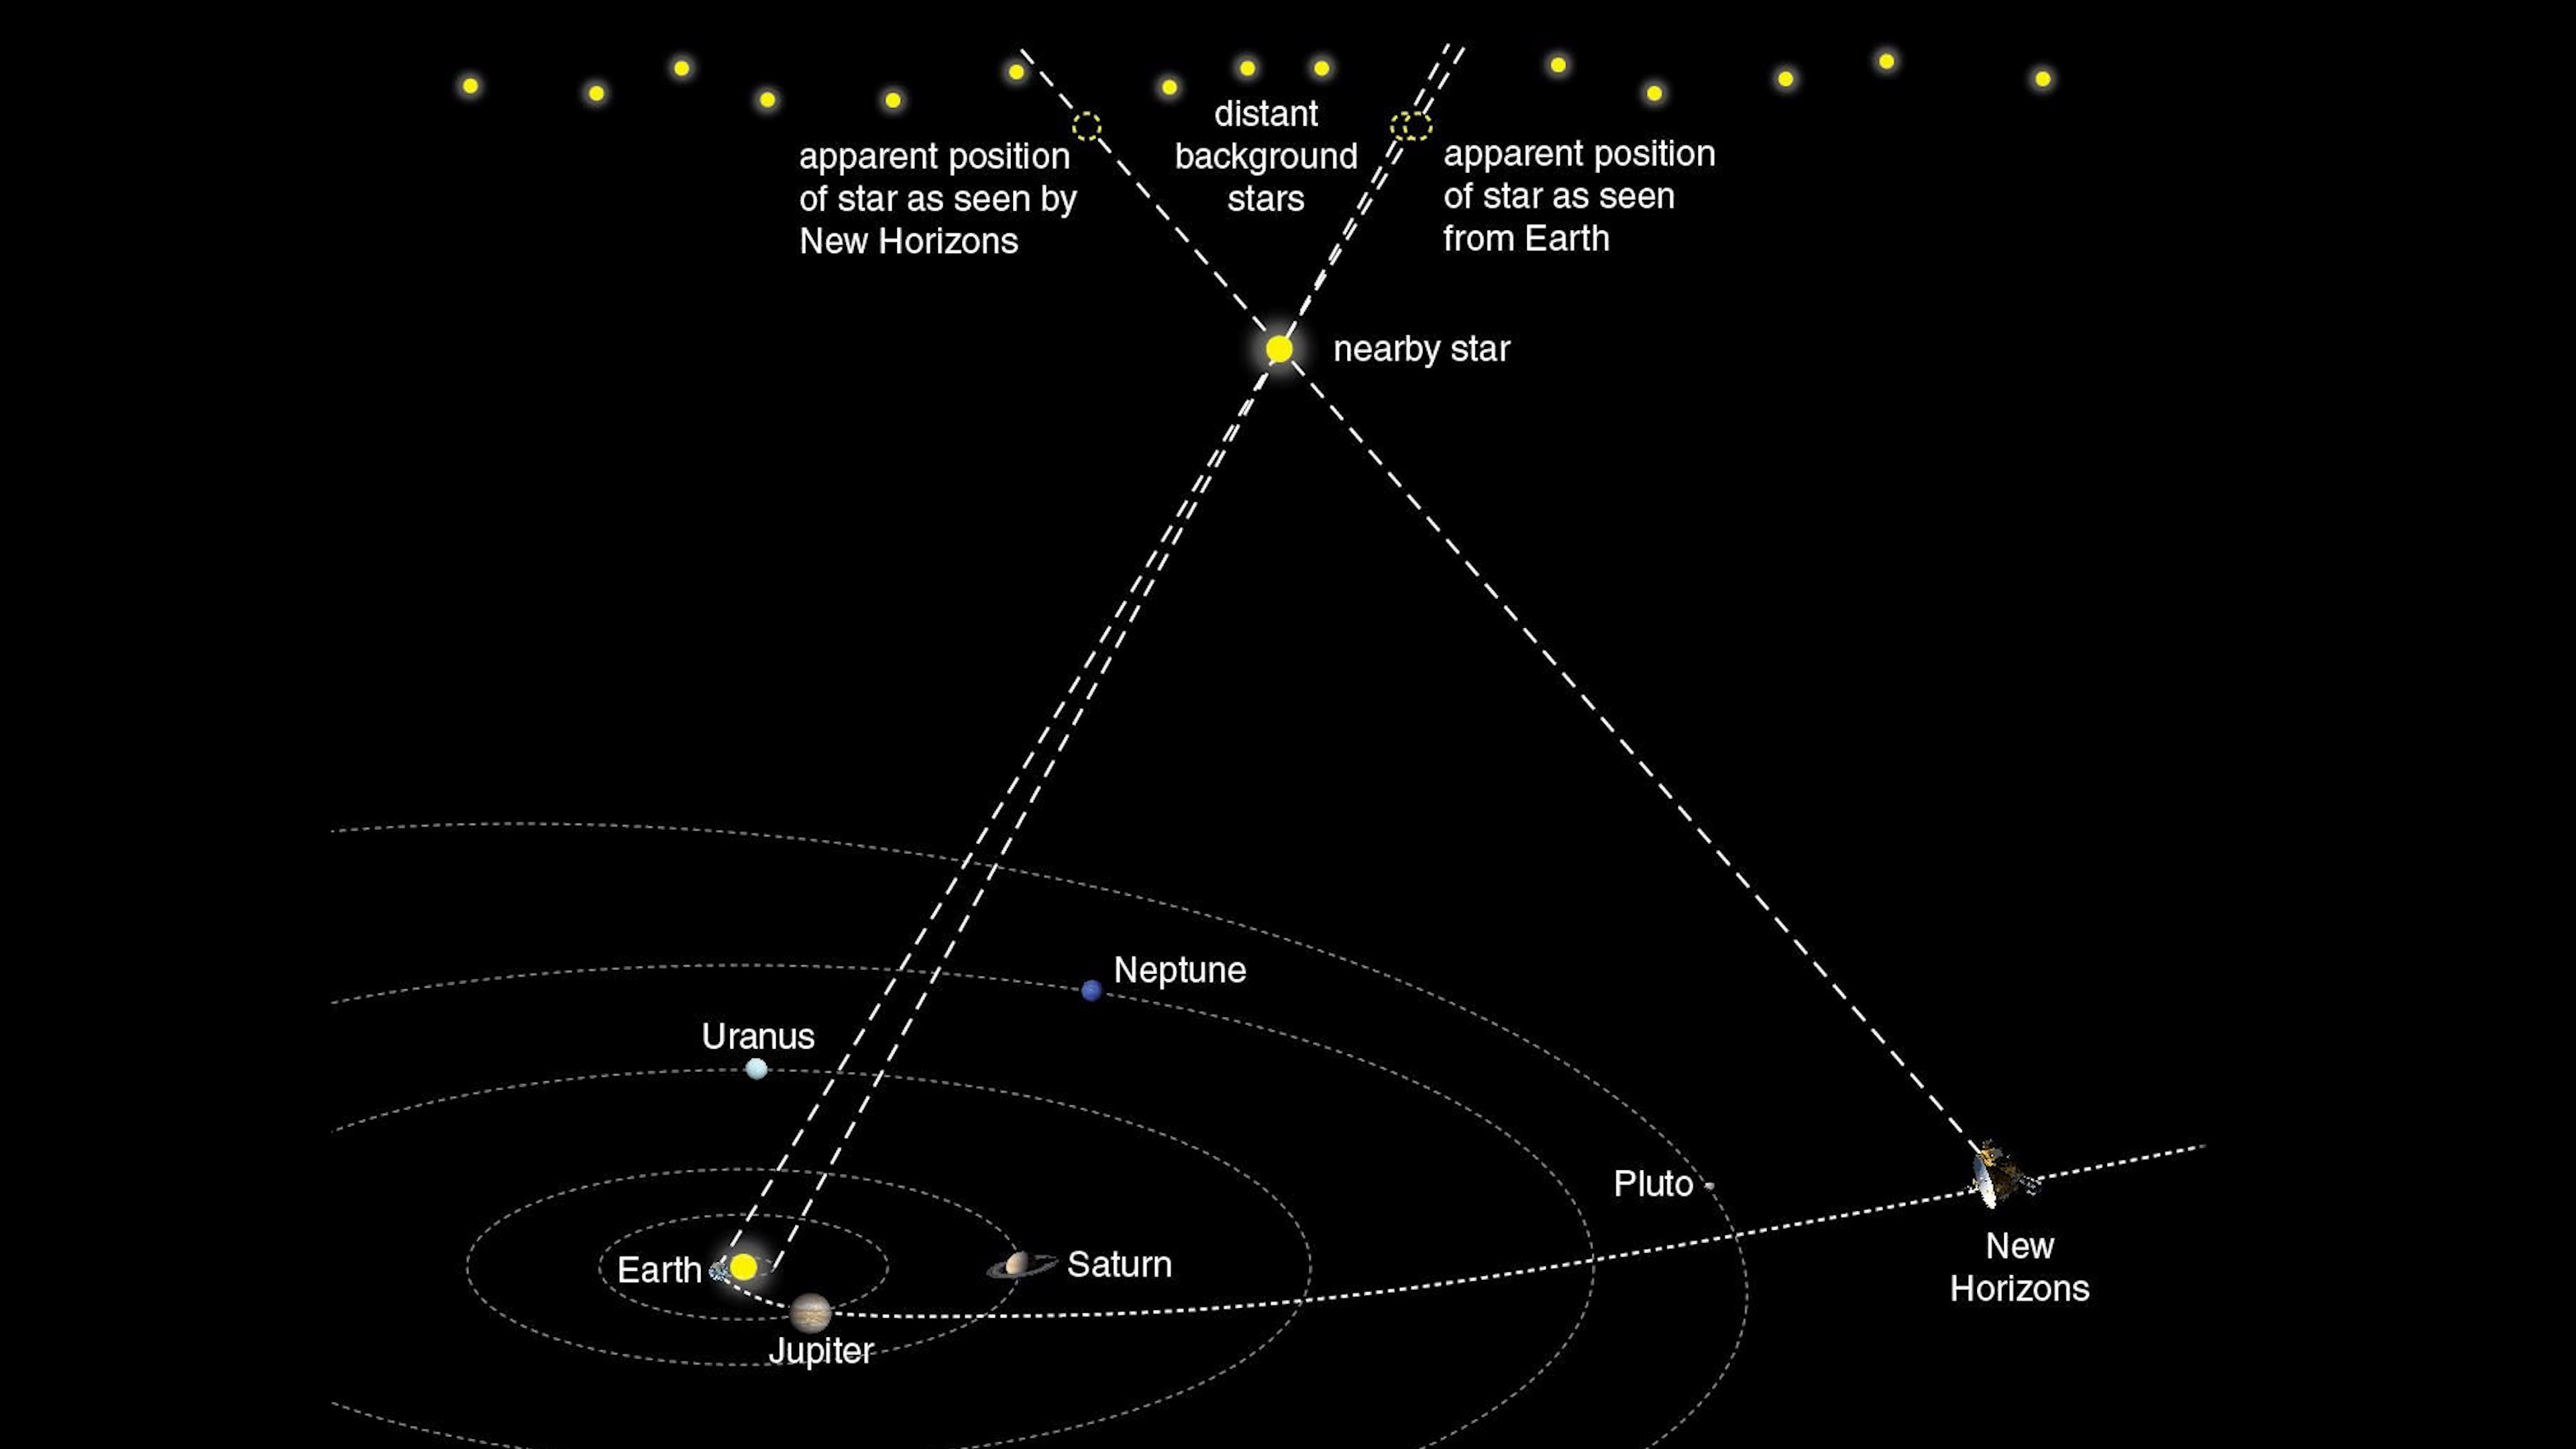 distant
background
stars
apparent position
of star as seen by
New Horizons
apparent position
of star as seen
from Earth
nearby star
Neptune
Uranus
Pluto
Earth
Saturn
New
Horizons
Jupiter